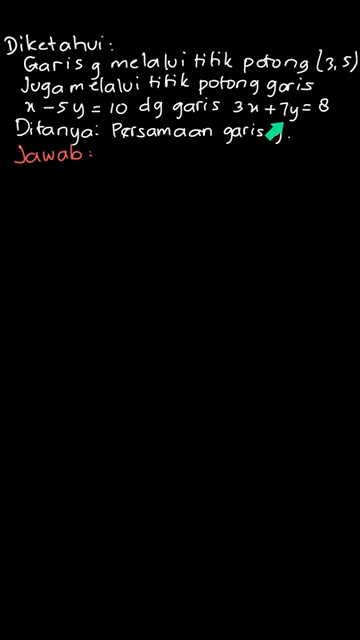 Diketahui:
Garis g melalui titik potong (3,5)
Juga melalui titik potong garis
x - 5y = 10 dg garis 3x + 7y = 8
Ditanya: Persamaan garis g.
Jawab: